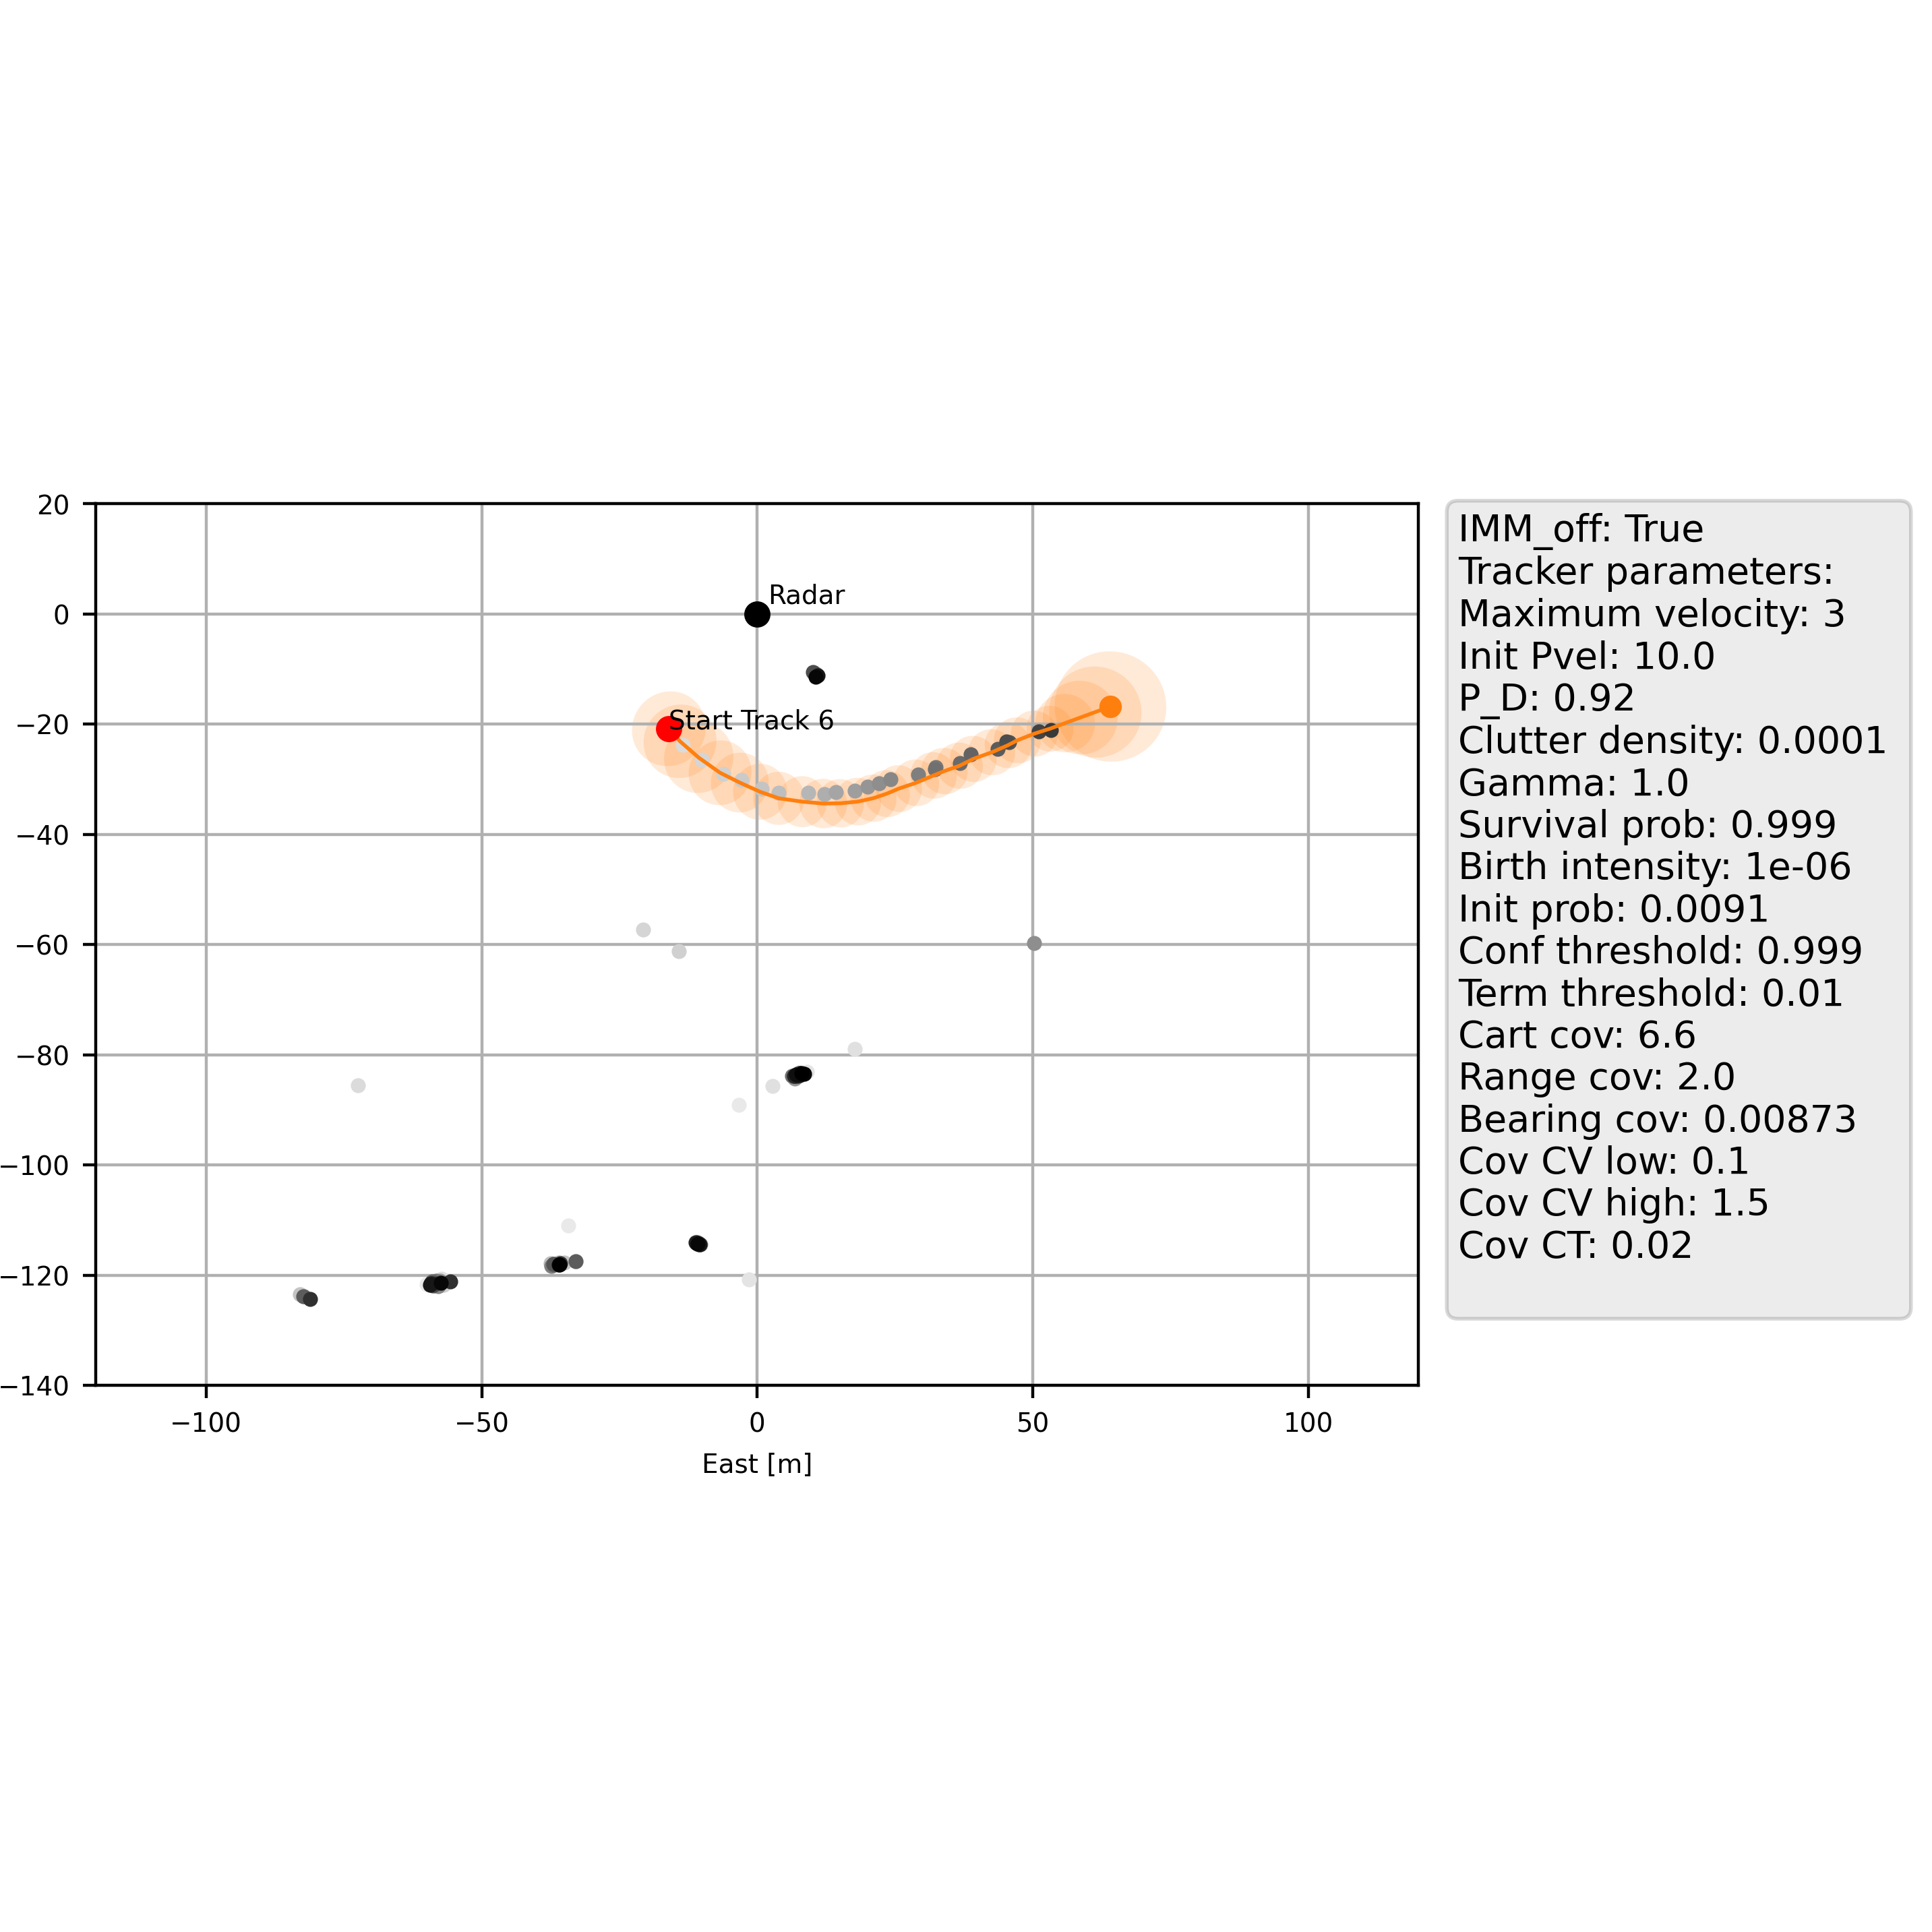 20
0
−20
−40
−60
−80
−100
−120
−140
−100
−50
0
50
100
East [m]
Radar
Start Track 6
IMM_off: True
Tracker parameters:
Maximum velocity: 3
Init Pvel: 10.0
P_D: 0.92
Clutter density: 0.0001
Gamma: 1.0
Survival prob: 0.999
Birth intensity: 1e-06
Init prob: 0.0091
Conf threshold: 0.999
Term threshold: 0.01
Cart cov: 6.6
Range cov: 2.0
Bearing cov: 0.00873
Cov CV low: 0.1
Cov CV high: 1.5
Cov CT: 0.02